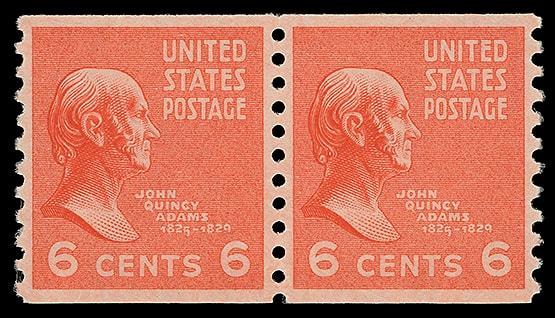 UNITED
STATES
POSTAGE
JOHN
QUINCY
ADAMS
1825-1829
6 CENTS 6
UNITED
STATES
POSTAGE
JOHN
QUINCY
ADAMS
1825-1829
6 CENTS 6